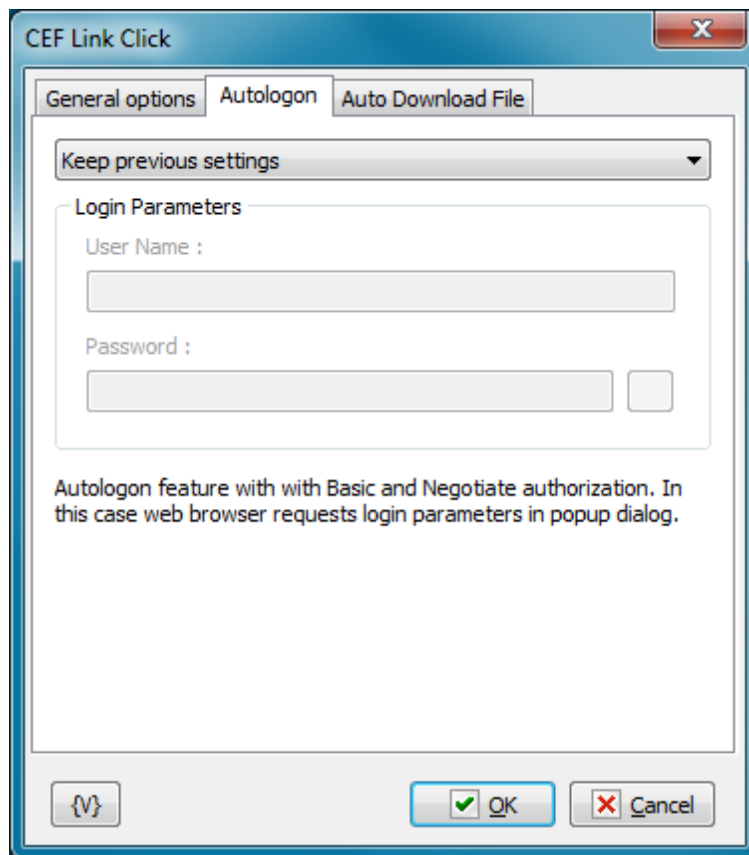 CEF Link Click
General options Autologon Auto Download File
Keep previous settings
Login Parameters
User Name :
Password :
Autologon feature with with Basic and Negotiate authorization. In
this case web browser requests login parameters in popup dialog.
{V} OK Cancel